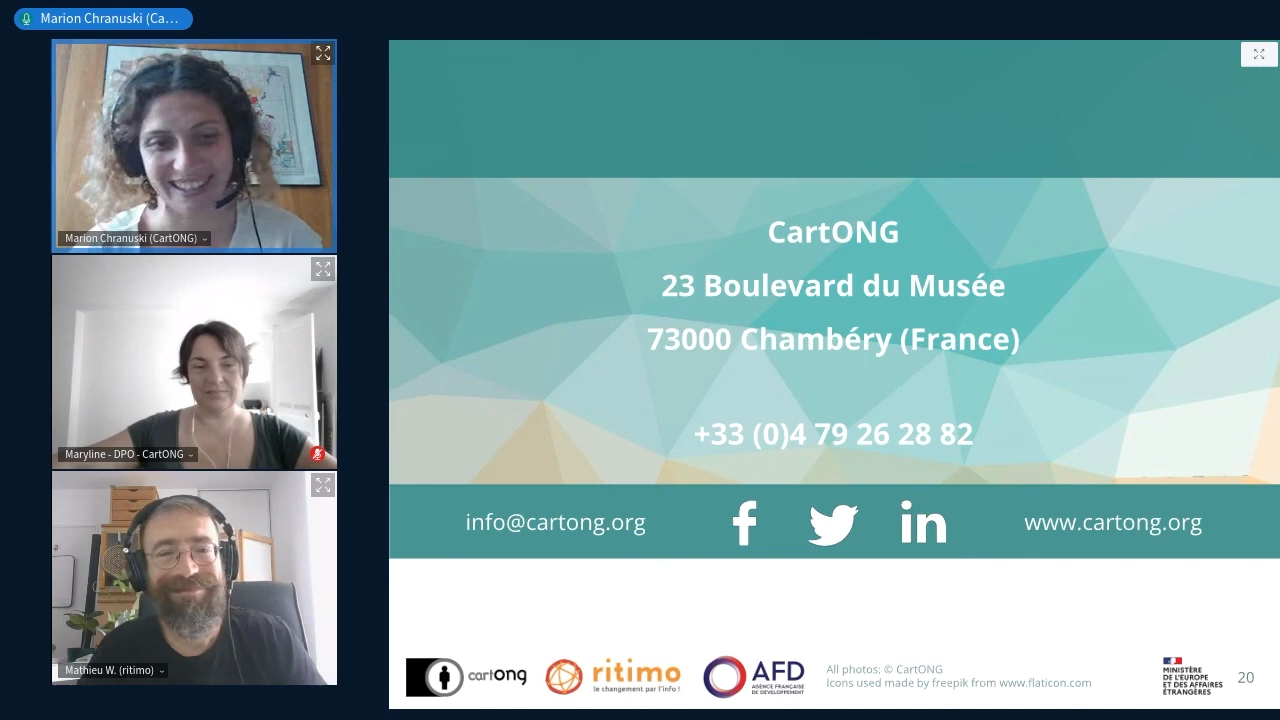 Marion Chranuski (Ca...
Marion Chranuski (CartONG)
Maryline - DPO - CartONG
Mathieu W. (ritimo)
CartONG
23 Boulevard du Musée
73000 Chambéry (France)
+33 (0)4 79 26 28 82
info@cartong.org
www.cartong.org
cartong
ritimo
le changement par l'info !
AFD
AGENCE FRANÇAISE
DE DÉVELOPPEMENT
All photos: © CartONG
Icons used made by freepik from www.flaticon.com
MINISTÈRE
DE L'EUROPE
ET DES AFFAIRES
ÉTRANGÈRES
20